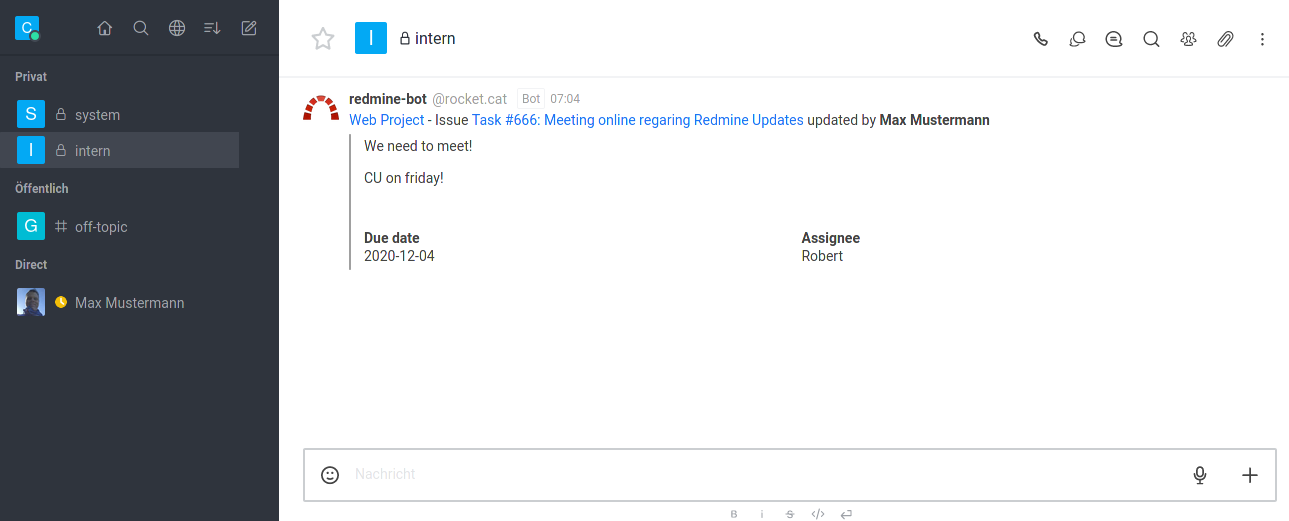 C
Privat
S system
I intern
Öffentlich
G off-topic
Direct
Max Mustermann
I intern
redmine-bot @rocket.cat Bot 07:04
Web Project - Issue Task #666: Meeting online regaring Redmine Updates updated by Max Mustermann
We need to meet!
CU on friday!
Due date Assignee
2020-12-04 Robert
Nachricht
B i S </>